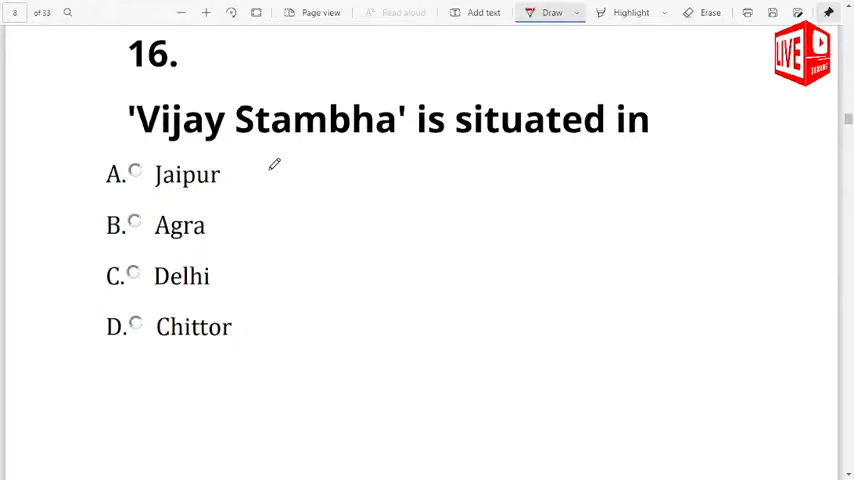 8 of 33 Page view Read aloud Add text Draw Highlight Erase
LIVE
16.
'Vijay Stambha' is situated in
A. Jaipur
B. Agra
C. Delhi
D. Chittor